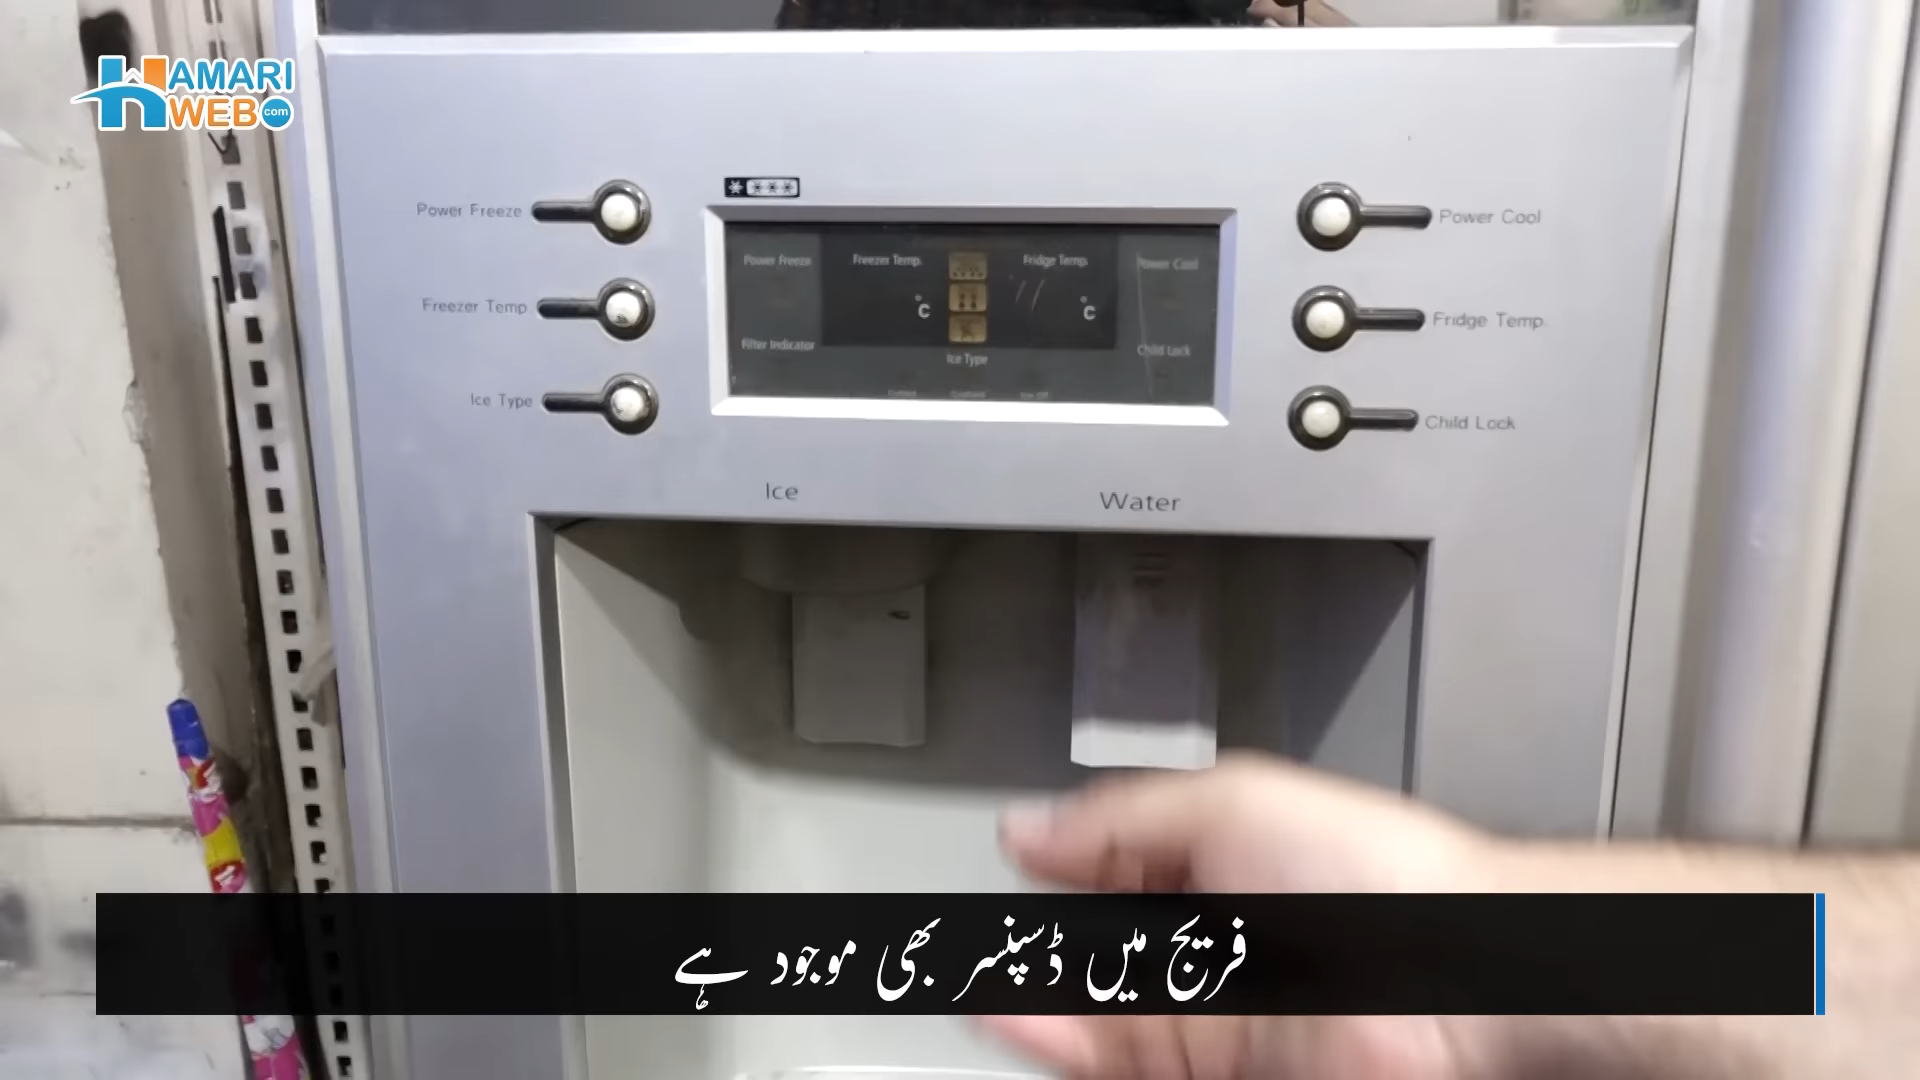 HAMARI
WEB.com
Power Freeze
Power Cool
Freezer Temp
Fridge Temp.
Ice Type
Child Lock
Power Freeze
Freezer Temp.
Fridge Temp.
Power Cool
°C
°C
Filter Indicator
Ice Type
Child Lock
Ice
Water
فریج میں ڈسپنسر بھی موجود ہے